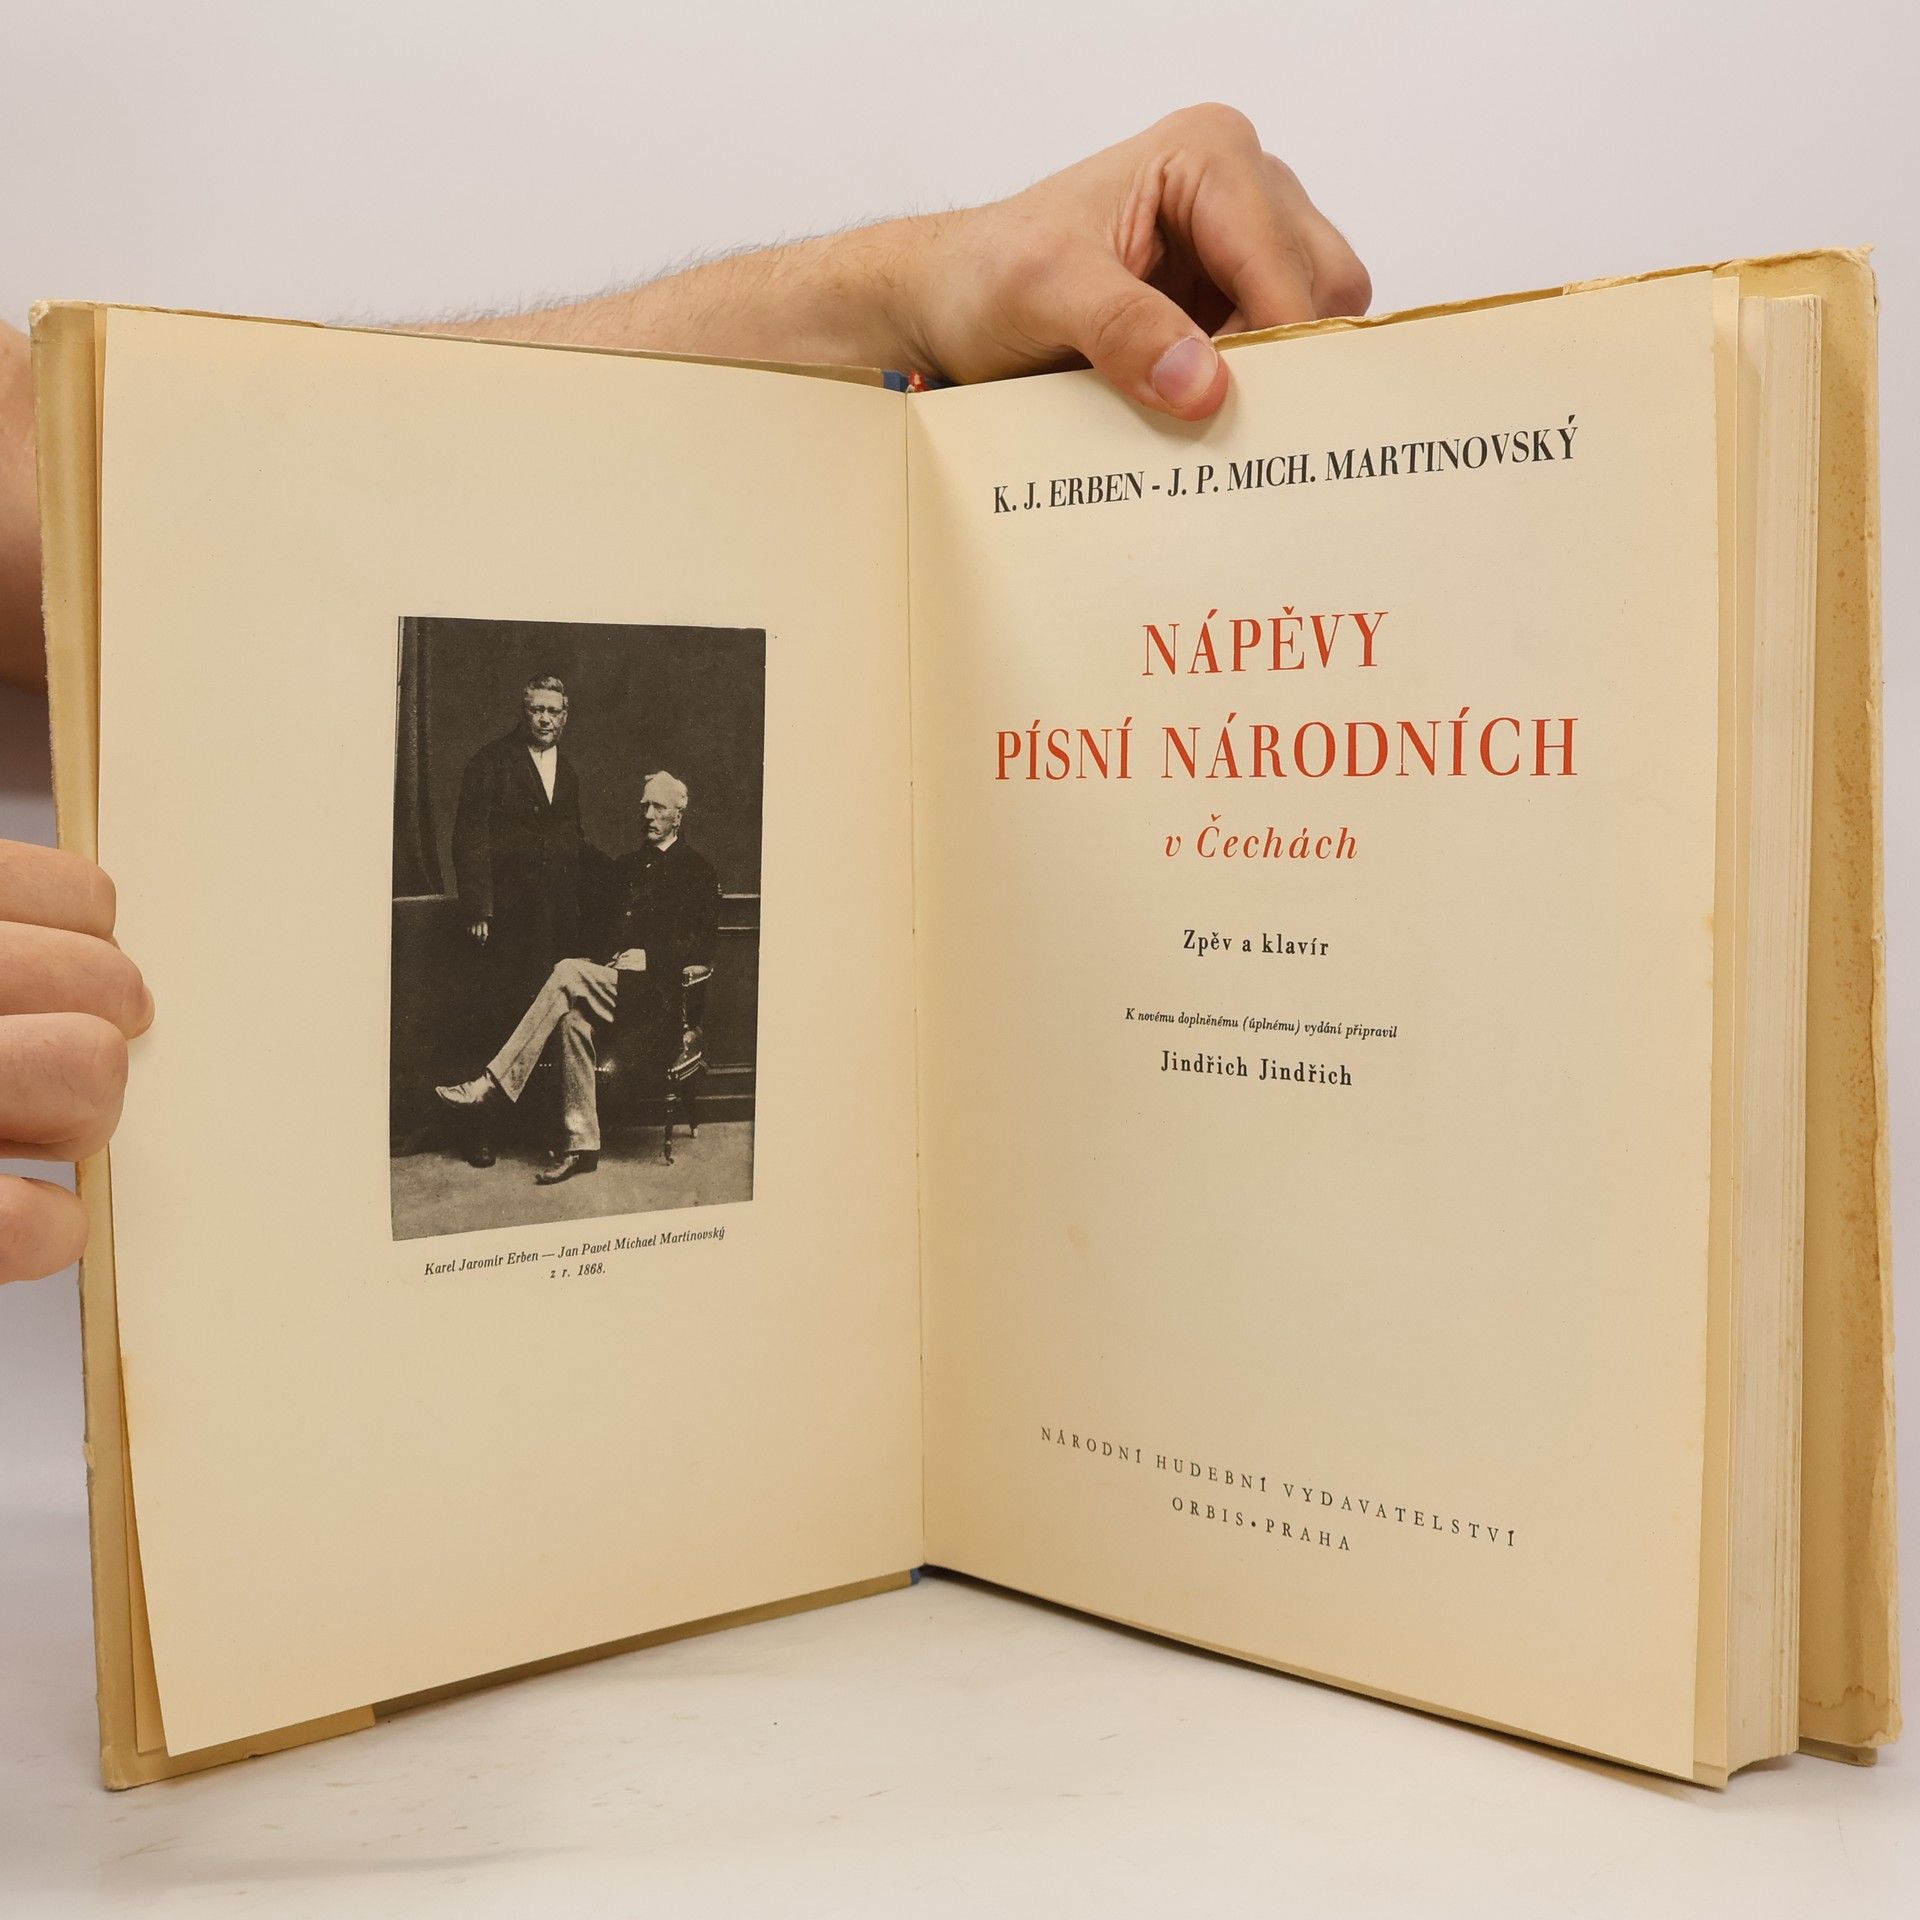 Karel Jaromír Erben — Jan Pavel Michael Martinovský
z r. 1868.
K. J. ERBEN - J. P. MICH. MARTINOVSKÝ
NÁPĚVY
PÍSNÍ NÁRODNÍCH
v Čechách
Zpěv a klavír
K novému doplněnému (úplnému) vydání připravil
Jindřich Jindřich
NÁRODNÍ HUDEBNÍ VYDAVATELSTVÍ
ORBIS • PRAHA